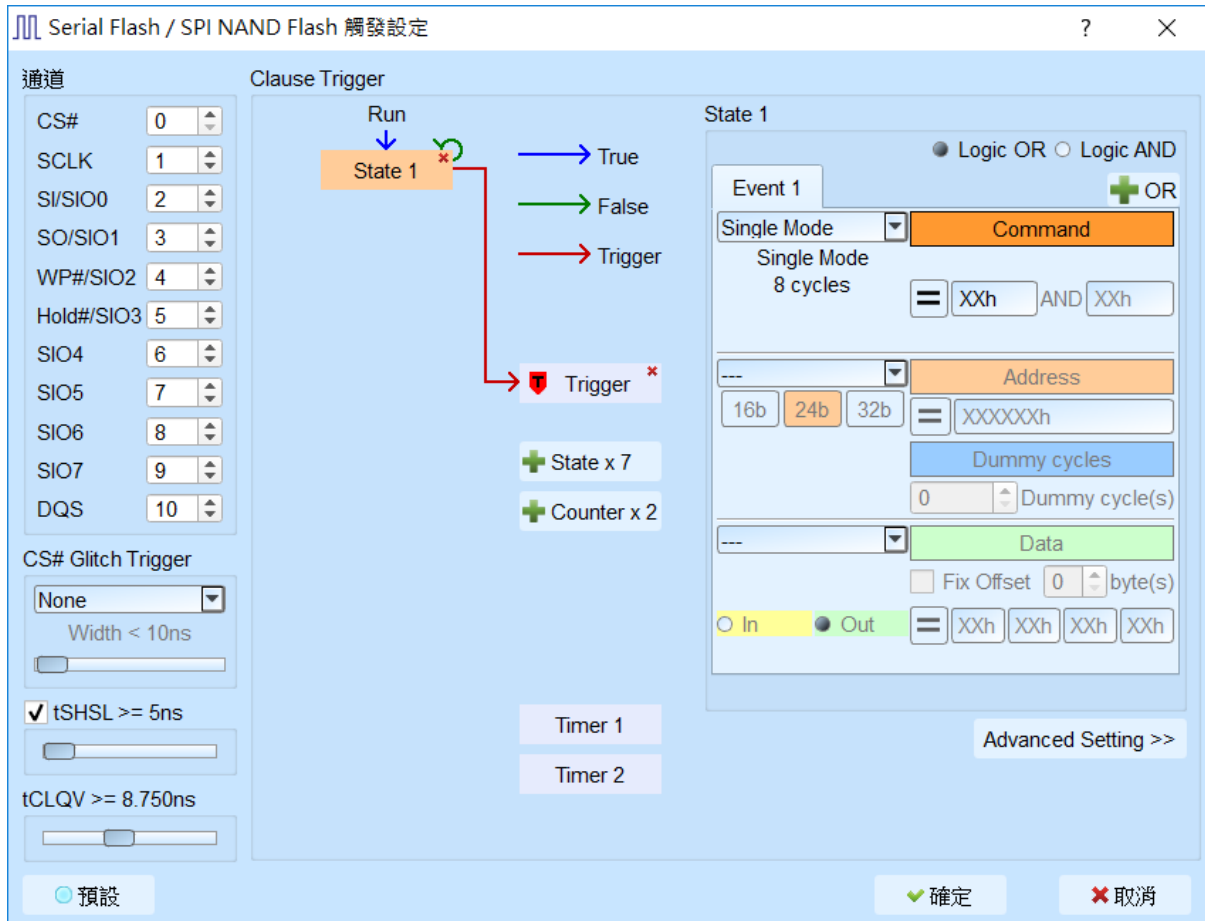 Serial Flash / SPI NAND Flash 觸發設定
?
通道
CS# 0
SCLK 1
SI/SIO0 2
SO/SIO1 3
WP#/SIO2 4
Hold#/SIO3 5
SIO4 6
SIO5 7
SIO6 8
SIO7 9
DQS 10
CS# Glitch Trigger
None
Width < 10ns
tSHSL >= 5ns
tCLQV >= 8.750ns
預設
Clause Trigger
Run
State 1
True
False
Trigger
T Trigger
State x 7
Counter x 2
Timer 1
Timer 2
State 1
Logic OR Logic AND
Event 1
OR
Single Mode Command
Single Mode
8 cycles
= XXh AND XXh
--- Address
16b 24b 32b = XXXXXXh
Dummy cycles
0 Dummy cycle(s)
--- Data
Fix Offset 0 byte(s)
In Out = XXh XXh XXh XXh
Advanced Setting >>
確定
取消